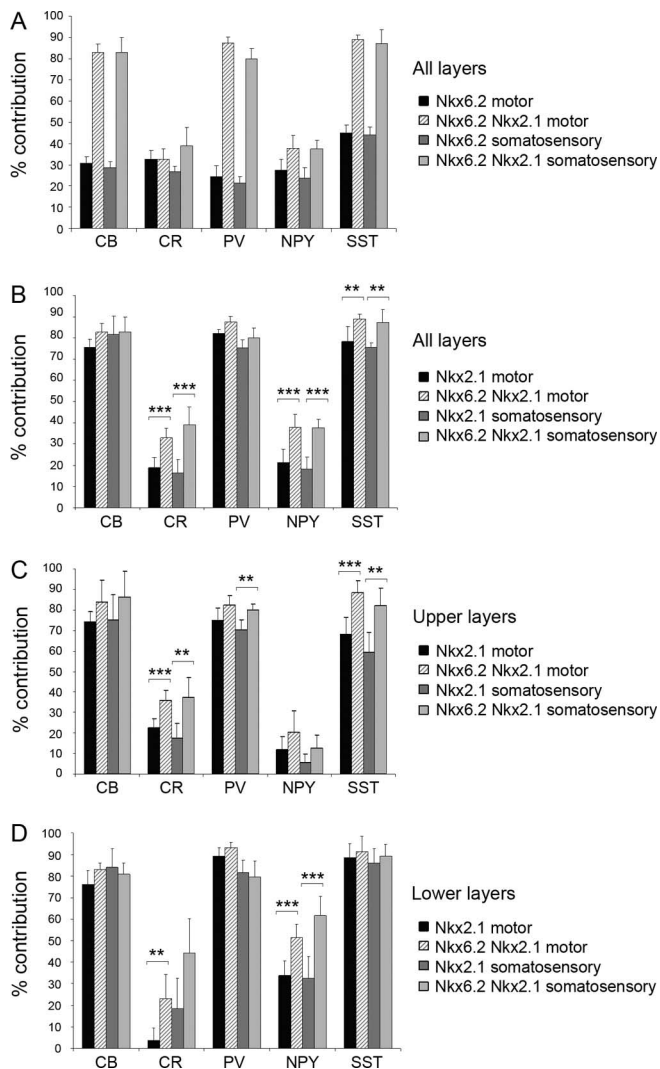 A
% contribution
100
90
80
70
60
50
40
30
20
10
0
CB CR PV NPY SST
All layers
Nkx6.2 motor
Nkx6.2 Nkx2.1 motor
Nkx6.2 somatosensory
Nkx6.2 Nkx2.1 somatosensory
B
% contribution
100
90
80
70
60
50
40
30
20
10
0
*** *** *** *** ** **
CB CR PV NPY SST
All layers
Nkx2.1 motor
Nkx6.2 Nkx2.1 motor
Nkx2.1 somatosensory
Nkx6.2 Nkx2.1 somatosensory
C
% contribution
100
90
80
70
60
50
40
30
20
10
0
*** ** ** *** **
CB CR PV NPY SST
Upper layers
Nkx2.1 motor
Nkx6.2 Nkx2.1 motor
Nkx2.1 somatosensory
Nkx6.2 Nkx2.1 somatosensory
D
% contribution
100
90
80
70
60
50
40
30
20
10
0
** *** ***
CB CR PV NPY SST
Lower layers
Nkx2.1 motor
Nkx6.2 Nkx2.1 motor
Nkx2.1 somatosensory
Nkx6.2 Nkx2.1 somatosensory